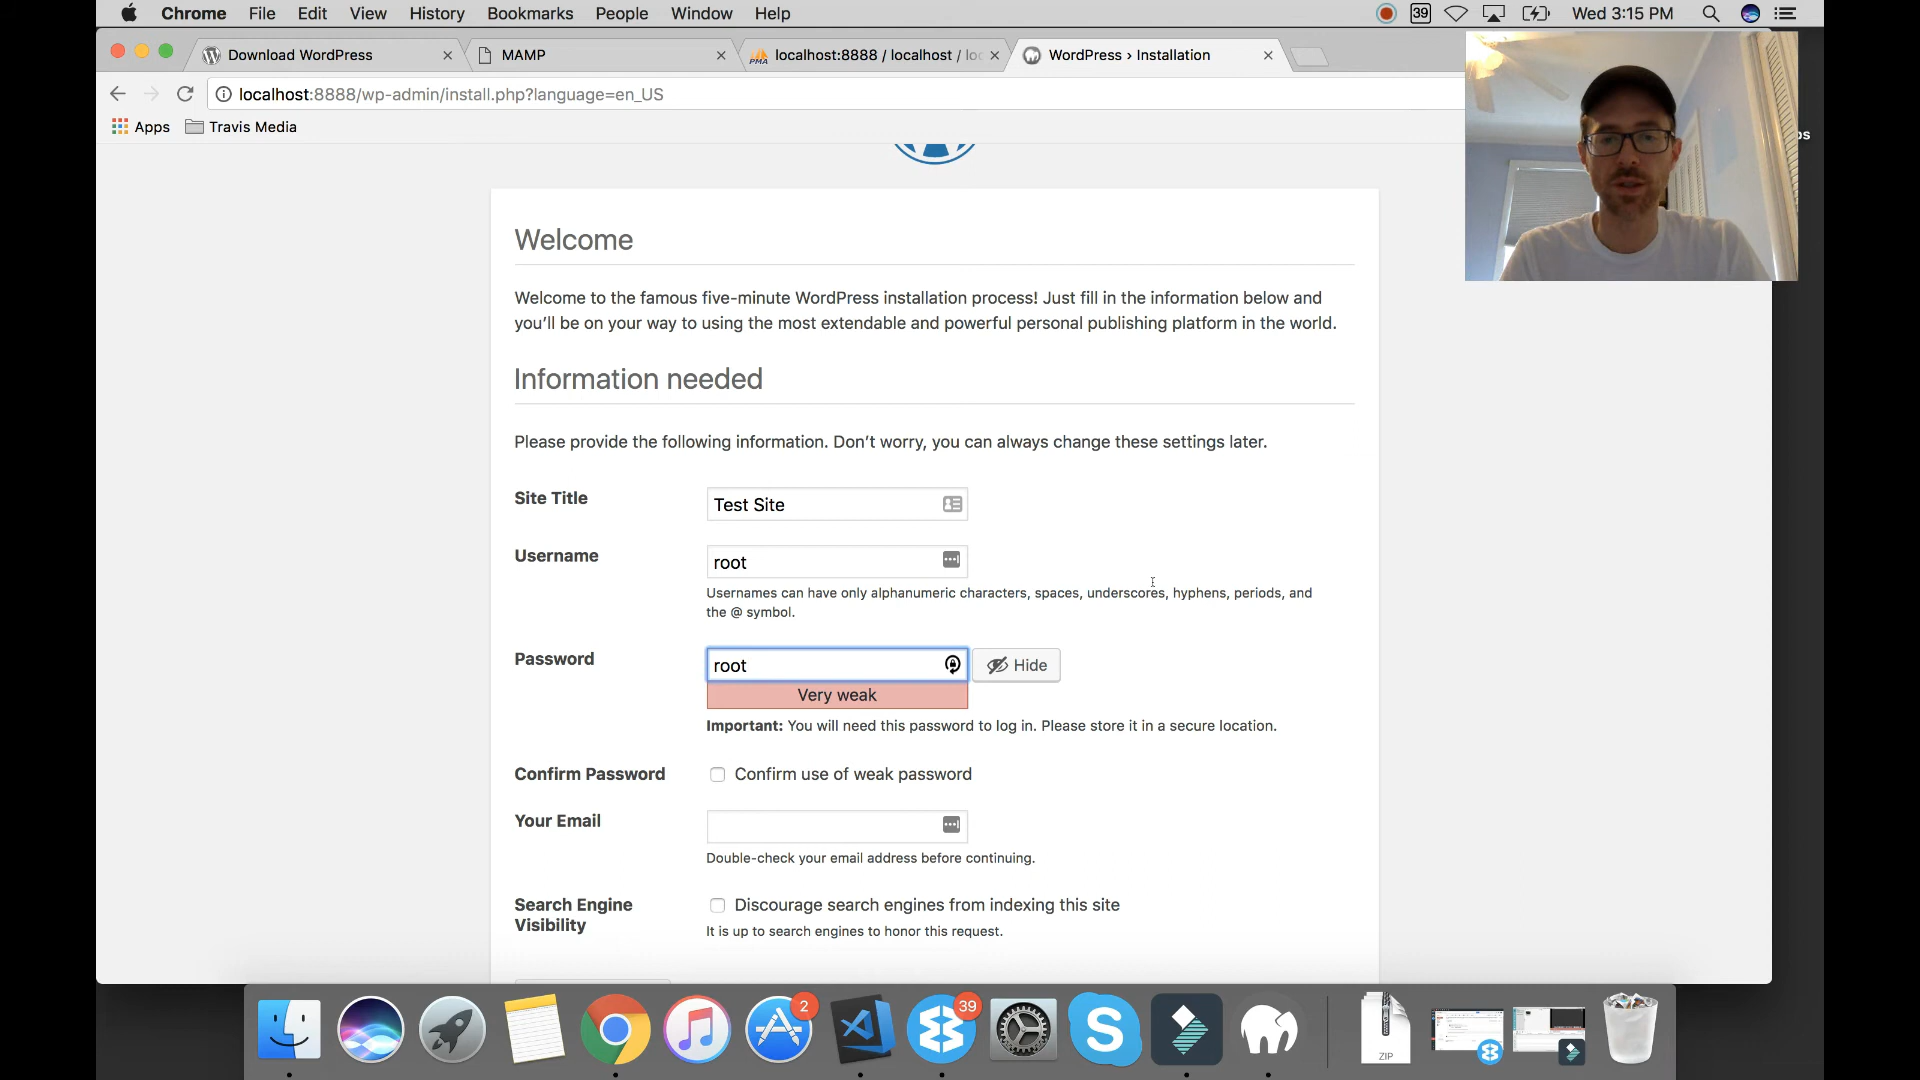 Chrome File Edit View History Bookmarks People Window Help 39 Wed 3:15 PM
Download WordPress MAMP PMA localhost:8888 / localhost / loc WordPress › Installation
localhost:8888/wp-admin/install.php?language=en_US
Apps Travis Media
Welcome
Welcome to the famous five-minute WordPress installation process! Just fill in the information below and
you’ll be on your way to using the most extendable and powerful personal publishing platform in the world.
Information needed
Please provide the following information. Don’t worry, you can always change these settings later.
Site Title Test Site
Username root
Usernames can have only alphanumeric characters, spaces, underscores, hyphens, periods, and
the @ symbol.
Password root Hide
Very weak
Important: You will need this password to log in. Please store it in a secure location.
Confirm Password Confirm use of weak password
Your Email
Double-check your email address before continuing.
Search Engine Discourage search engines from indexing this site
Visibility It is up to search engines to honor this request.
2 39
ZIP